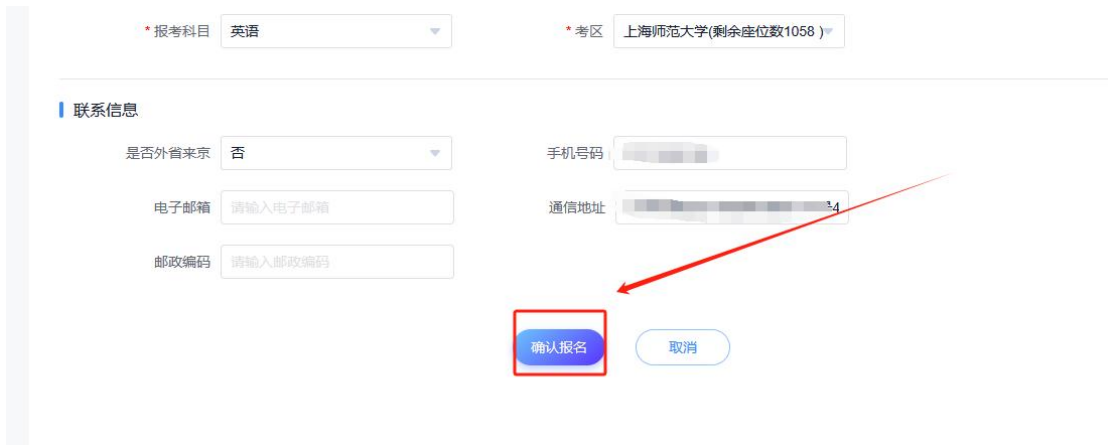 * 报考科目 英语 * 考区 上海师范大学(剩余座位数1058 )
联系信息
是否外省来京 否 手机号码
电子邮箱 请输入电子邮箱 通信地址
邮政编码 请输入邮政编码
确认报名 取消